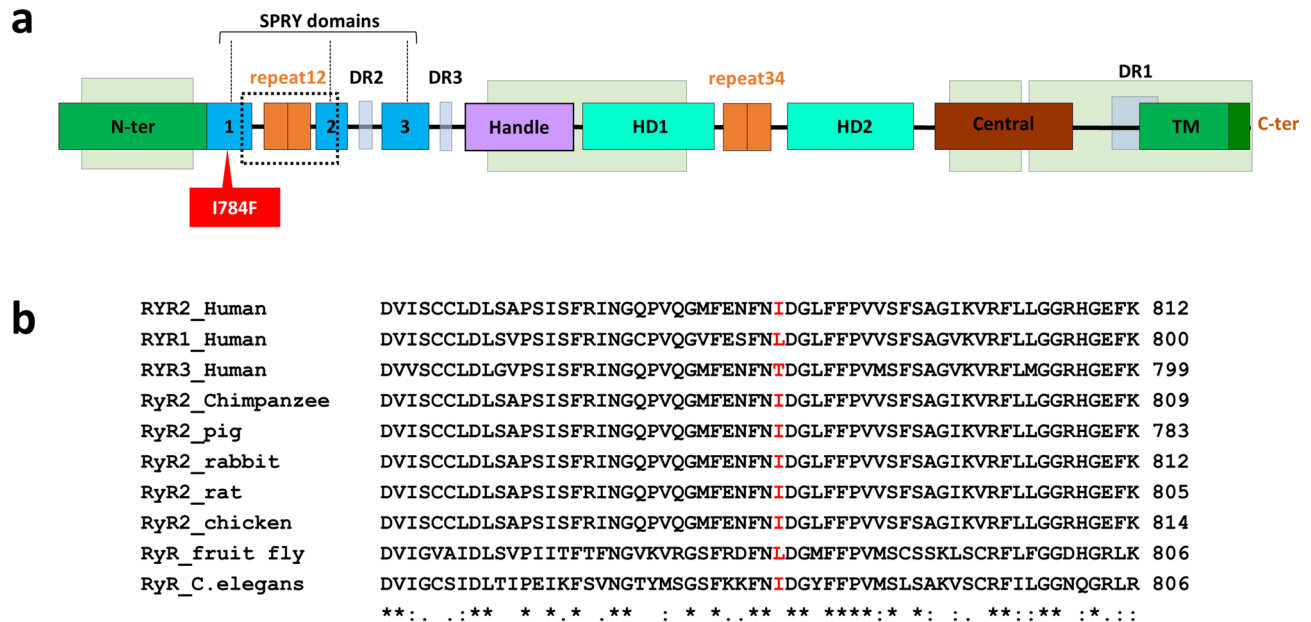 a
SPRY domains
repeat12 DR2 DR3 repeat34 DR1
N-ter 1 2 3 Handle HD1 HD2 Central TM C-ter
I784F
b
RYR2_Human DVISCCLDLSAPSISFRINGQPVQGMFENFNIDGLFFPVVSFSAGIKVRFLLGGRHGEFK 812
RYR1_Human DVISCCLDLSVPSISFRINGCPVQGVFESFNLDGLFFPVVSFSAGVKVRFLLGGRHGEFK 800
RYR3_Human DVVSCCLDLGVPSISFRINGQPVQGMFENFNTDGLFFPVMSFSAGVKVRFLMGGRHGEFK 799
RyR2_Chimpanzee DVISCCLDLSAPSISFRINGQPVQGMFENFNIDGLFFPVVSFSAGIKVRFLLGGRHGEFK 809
RyR2_pig DVISCCLDLSAPSISFRINGQPVQGMFENFNIDGLFFPVVSFSAGIKVRFLLGGRHGEFK 783
RyR2_rabbit DVISCCLDLSAPSISFRINGQPVQGMFENFNIDGLFFPVVSFSAGIKVRFLLGGRHGEFK 812
RyR2_rat DVISCCLDLSAPSISFRINGQPVQGMFENFNIDGLFFPVVSFSAGIKVRFLLGGRHGEFK 805
RyR2_chicken DVISCCLDLSAPSISFRINGQPVQGMFENFNIDGLFFPVVSFSAGIKVRFLLGGRHGEFK 814
RyR_fruit fly DVIGVAIDLSVPIITFTFNGVKVRGSFRDFNLDGMFFPVMSCSSKLSCRFLFGGDHGRLK 806
RyR_C.elegans DVIGCSIDLTIPEIKFSVNGTYMSGSFKKFNIDGYFFPVMSLSAKVSCRFILGGNQGRLR 806
**:. .:** * *.* .** : * *..** ** ****:* *: :. **::** :*.::